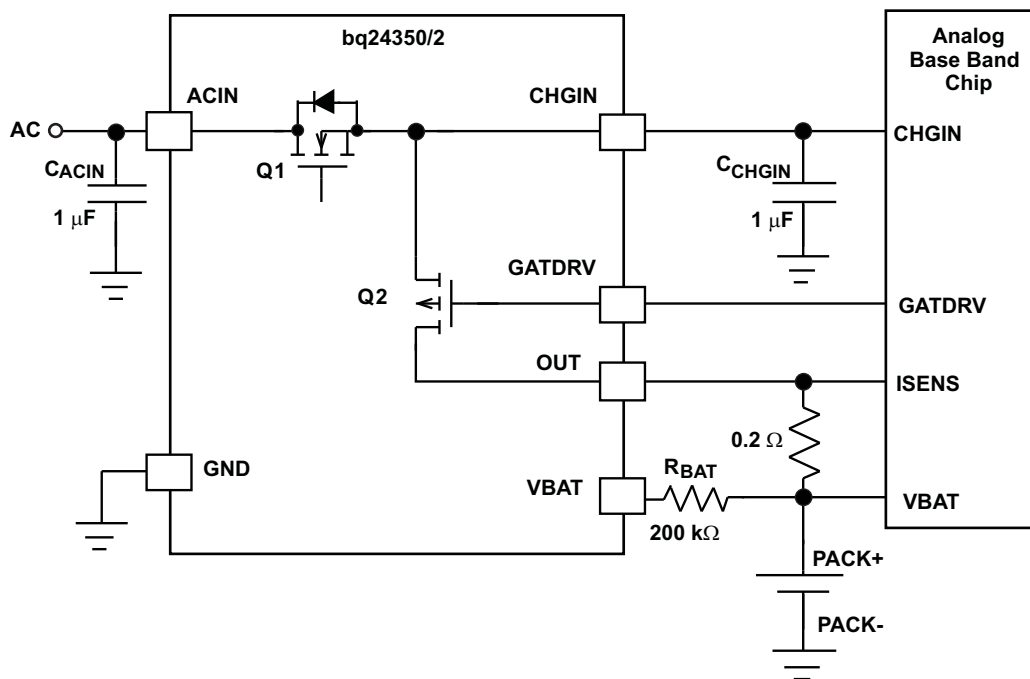 bq24350/2
Analog
Base Band
Chip
ACIN
CHGIN
AC
CHGIN
CACIN
Q1
CCHGIN
1 μF
1 μF
GATDRV
Q2
GATDRV
OUT
ISENS
0.2 Ω
GND
RBAT
VBAT
VBAT
200 kΩ
PACK+
PACK-